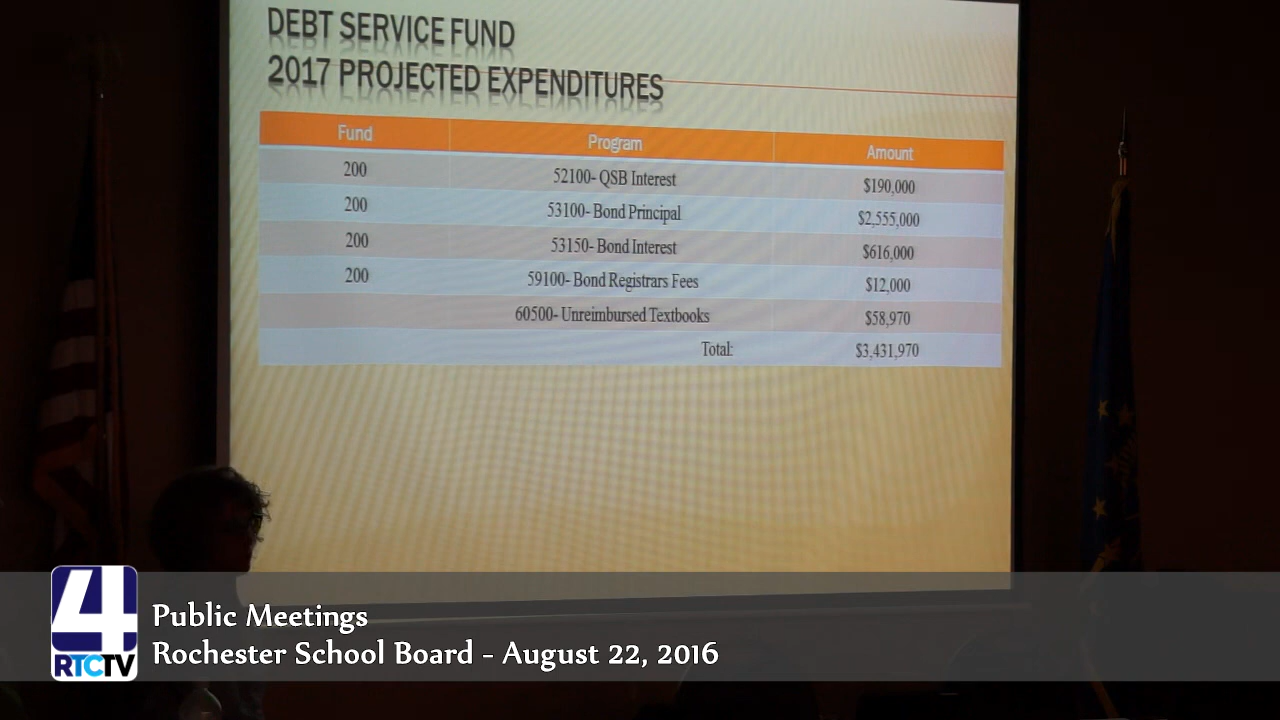 DEBT SERVICE FUND
2017 PROJECTED EXPENDITURES
Fund Program Amount
200 52100- QSB Interest $190,000
200 53100- Bond Principal $2,555,000
200 53150- Bond Interest $616,000
200 59100- Bond Registrars Fees $12,000
60500- Unreimbursed Textbooks $58,970
Total: $3,431,970
4
RTCTV
Public Meetings
Rochester School Board - August 22, 2016